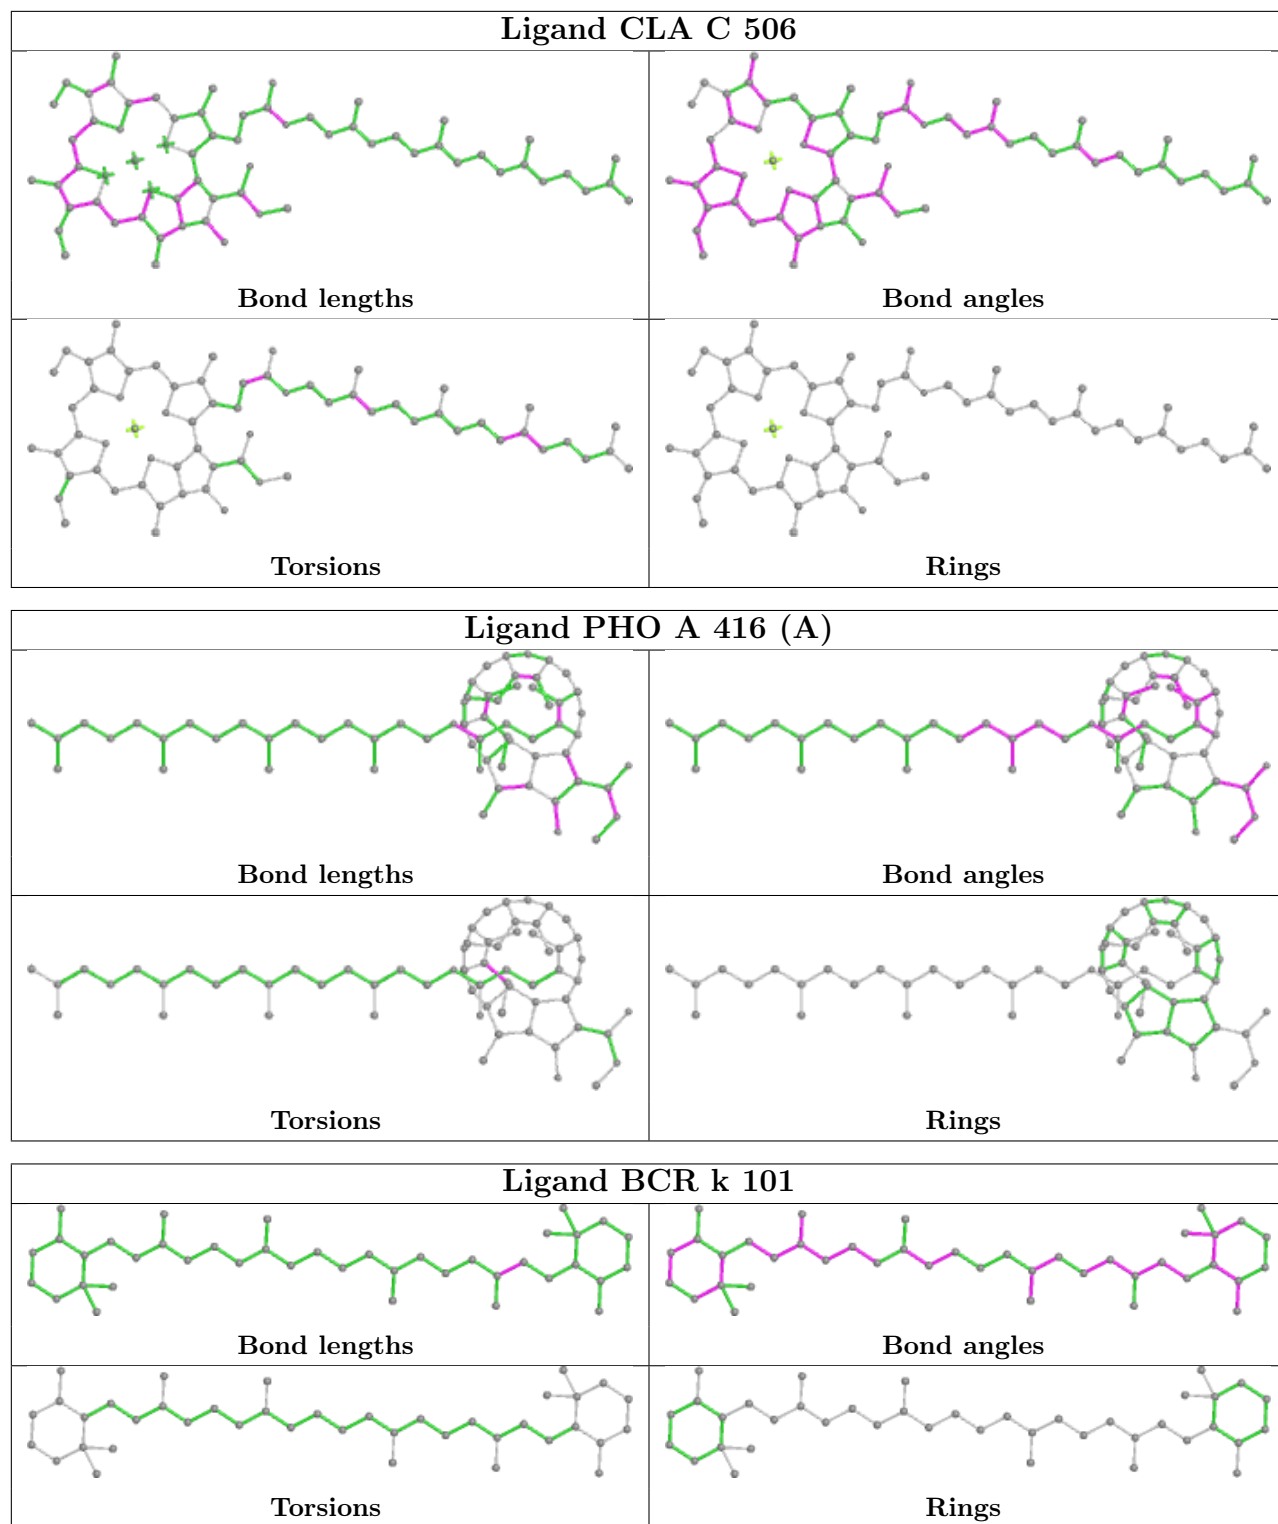 Ligand CLA C 506
Bond lengths
Bond angles
Torsions
Rings
Ligand PHO A 416 (A)
Bond lengths
Bond angles
Torsions
Rings
Ligand BCR k 101
Bond lengths
Bond angles
Torsions
Rings